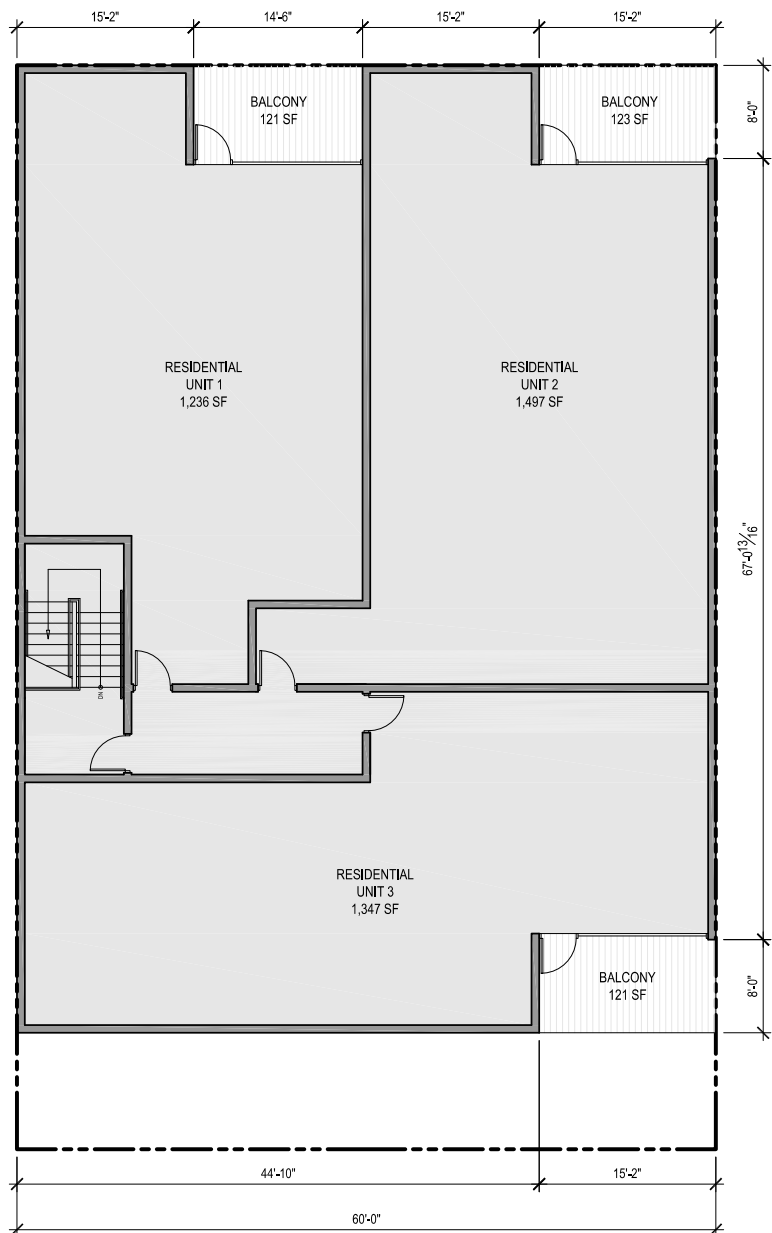 15'-2" 14'-6" 15'-2" 15'-2"
BALCONY
121 SF
BALCONY
123 SF
8'-0"
RESIDENTIAL
UNIT 1
1,236 SF
RESIDENTIAL
UNIT 2
1,497 SF
67'-0 13/16"
DN
RESIDENTIAL
UNIT 3
1,347 SF
BALCONY
121 SF
8'-0"
44'-10" 15'-2"
60'-0"